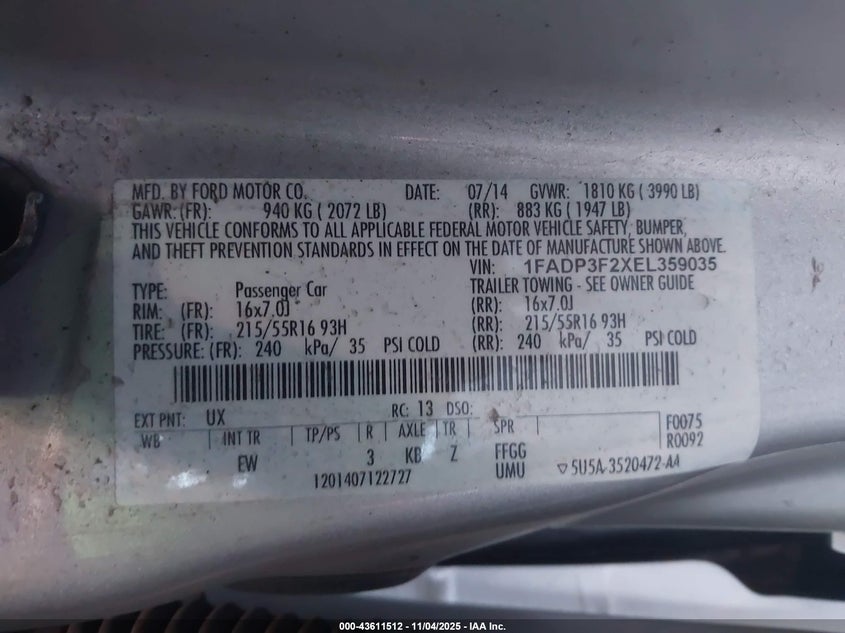 MFD. BY FORD MOTOR CO. DATE: 07/14 GVWR: 1810 KG ( 3990 LB)
GAWR: (FR): 940 KG ( 2072 LB) (RR): 883 KG ( 1947 LB)
THIS VEHICLE CONFORMS TO ALL APPLICABLE FEDERAL MOTOR VEHICLE SAFETY, BUMPER,
AND THEFT PREVENTION STANDARDS IN EFFECT ON THE DATE OF MANUFACTURE SHOWN ABOVE.
VIN: 1FADP3F2XEL359035
TYPE: Passenger Car TRAILER TOWING - SEE OWNER GUIDE
RIM: (FR): 16x7.0J (RR): 16x7.0J
TIRE: (FR): 215/55R16 93H (RR): 215/55R16 93H
PRESSURE: (FR): 240 kPa/ 35 PSI COLD (RR): 240 kPa/ 35 PSI COLD
EXT PNT: UX RC: 13 DSO: F0075
WB INT TR TP/PS R AXLE TR SPR R0092
EW 3 KB Z FFGG
1201407122727 UMU ▽ 5U5A-3520472-AA
000-43611512 - 11/04/2025 - IAA Inc.